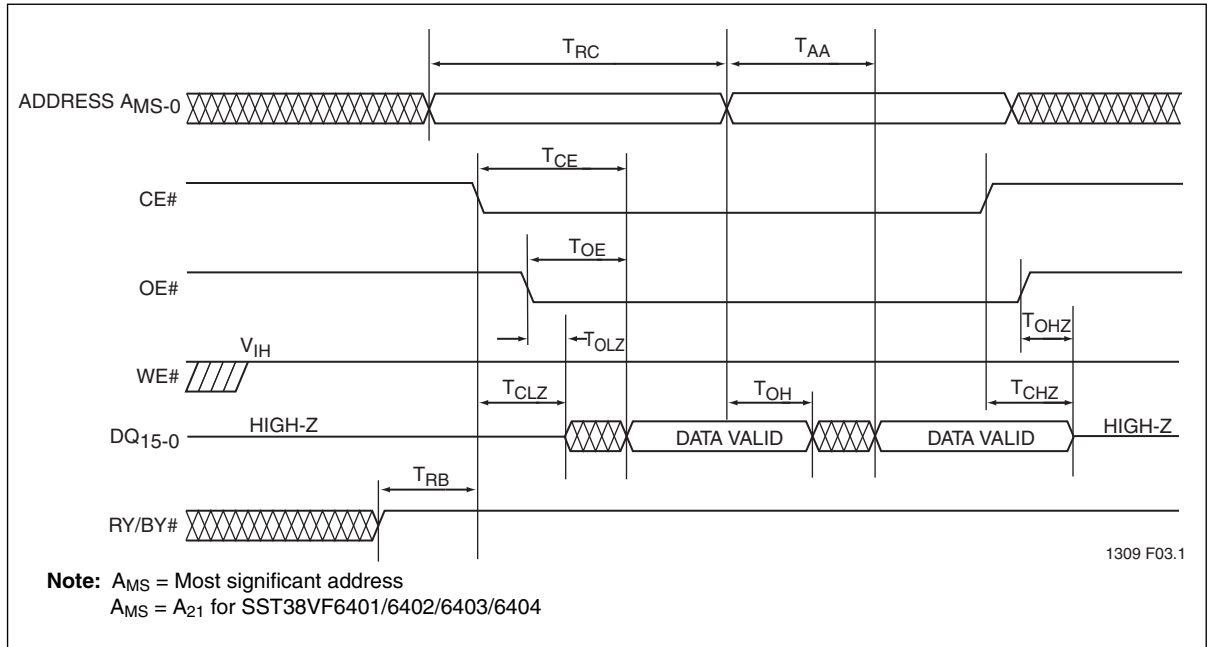 TRC TAA
ADDRESS AMS-0
TCE
CE#
TOE
OE#
TOLZ TOHZ
VIH
WE#
TCLZ TOH TCHZ
HIGH-Z DATA VALID DATA VALID HIGH-Z
DQ15-0
TRB
RY/BY#
1309 F03.1
Note: AMS = Most significant address
AMS = A21 for SST38VF6401/6402/6403/6404